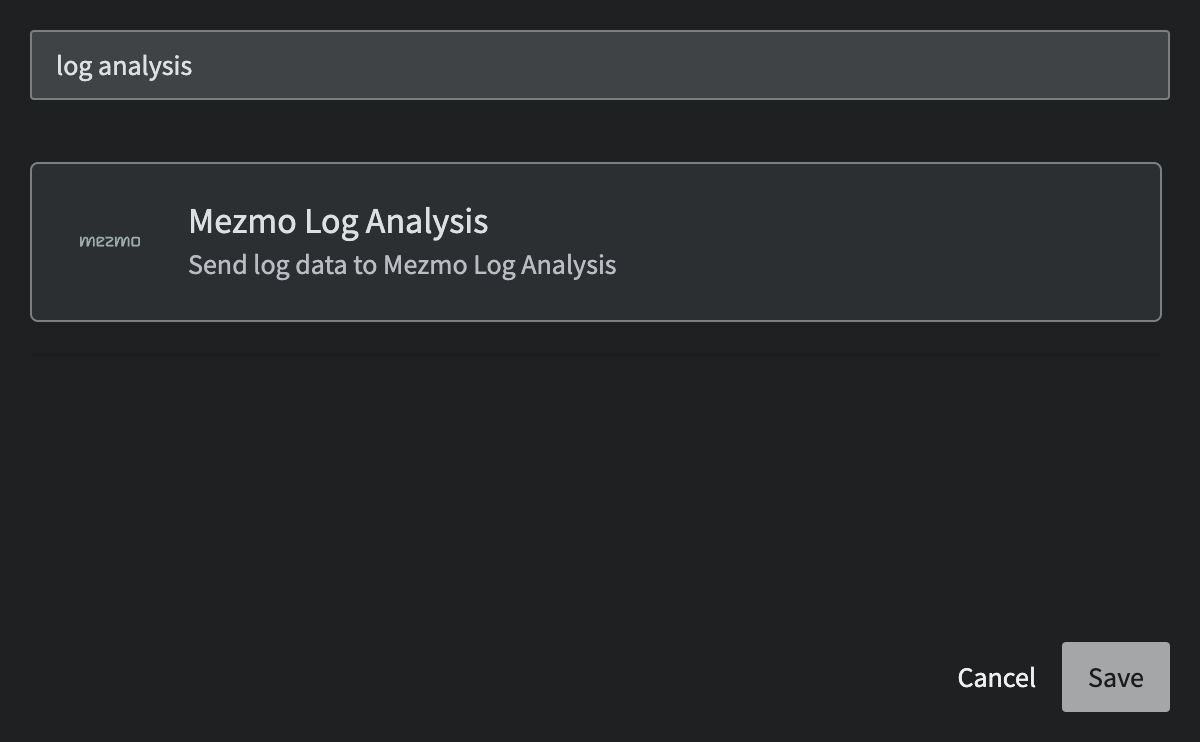 log analysis
mezmo
Mezmo Log Analysis
Send log data to Mezmo Log Analysis
Cancel
Save